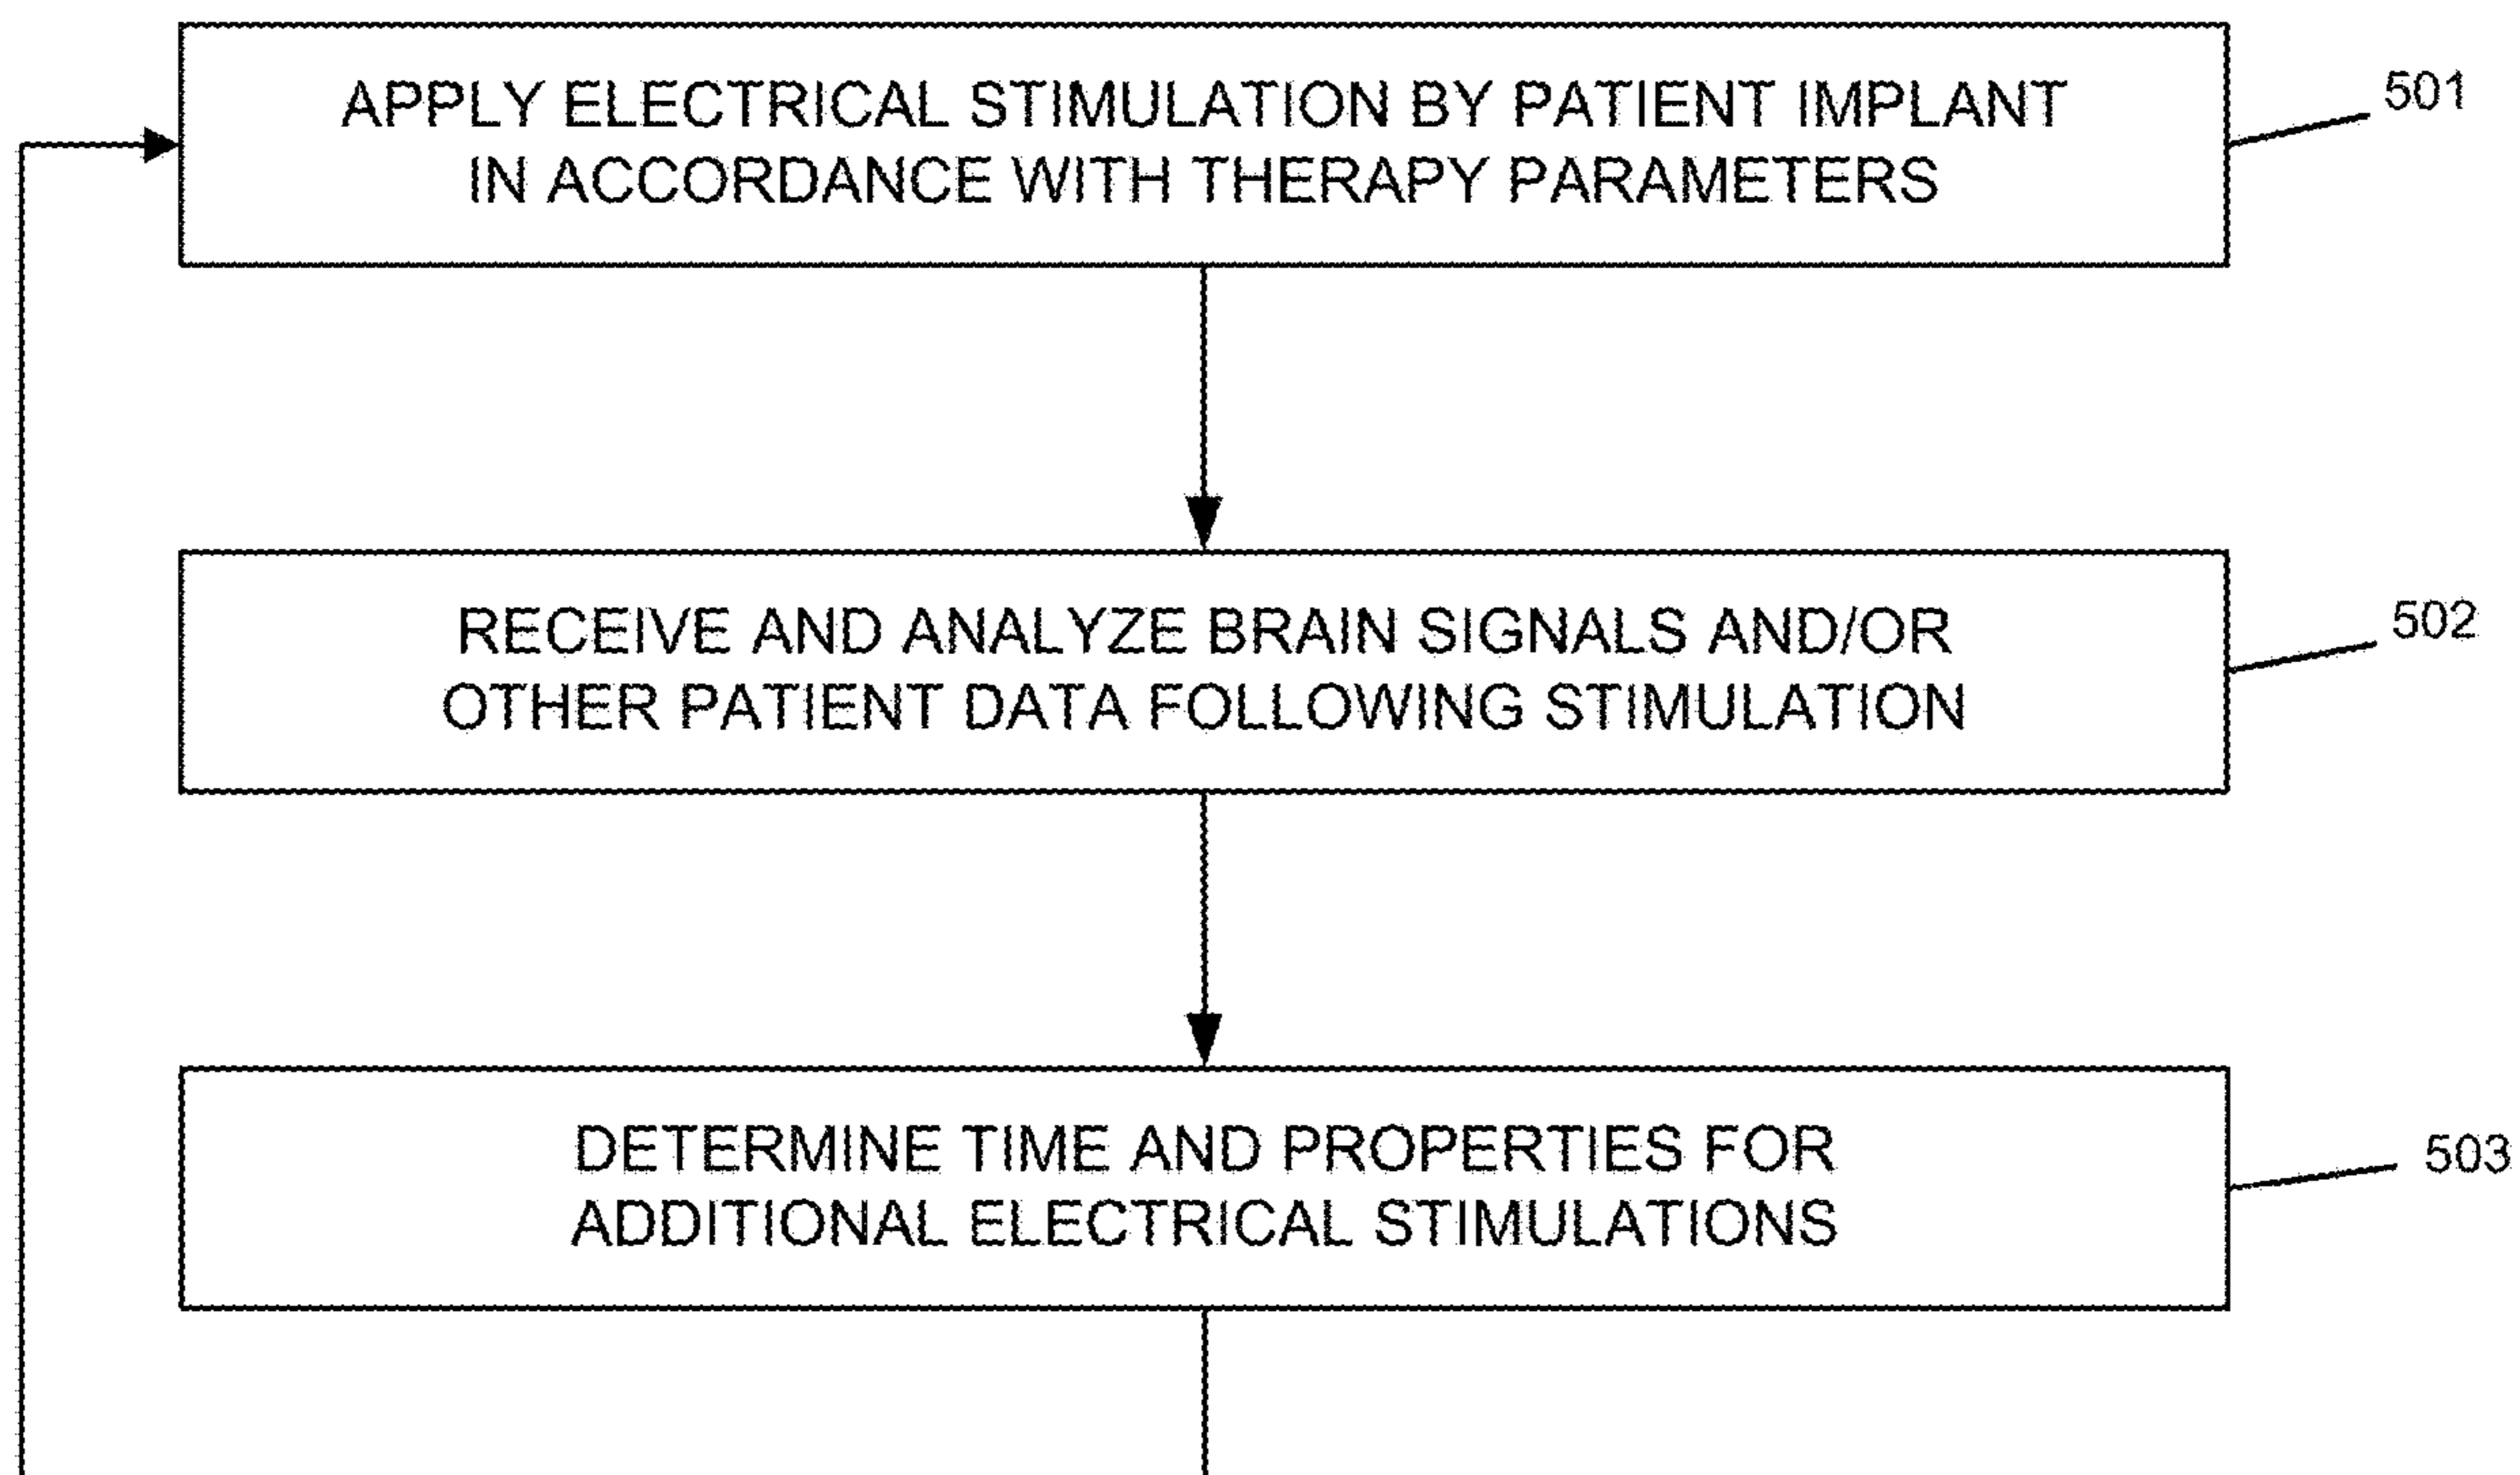 APPLY ELECTRICAL STIMULATION BY PATIENT IMPLANT
IN ACCORDANCE WITH THERAPY PARAMETERS
501
RECEIVE AND ANALYZE BRAIN SIGNALS AND/OR
OTHER PATIENT DATA FOLLOWING STIMULATION
502
DETERMINE TIME AND PROPERTIES FOR
ADDITIONAL ELECTRICAL STIMULATIONS
503